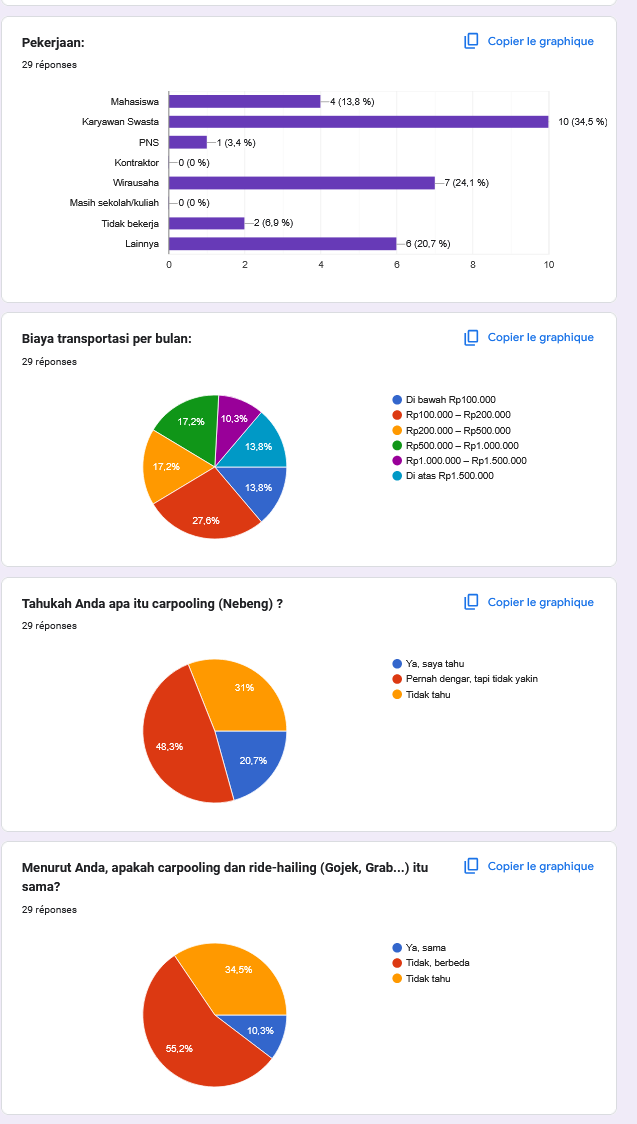 Pekerjaan:
Copier le graphique
29 réponses
Mahasiswa
4 (13,8 %)
Karyawan Swasta
10 (34,5 %)
PNS
1 (3,4 %)
Kontraktor
0 (0 %)
Wirausaha
7 (24,1 %)
Masih sekolah/kuliah
0 (0 %)
Tidak bekerja
2 (6,9 %)
Lainnya
6 (20,7 %)
0 2 4 6 8 10
Biaya transportasi per bulan:
Copier le graphique
29 réponses
Di bawah Rp100.000
Rp100.000 – Rp200.000
Rp200.000 – Rp500.000
Rp500.000 – Rp1.000.000
Rp1.000.000 – Rp1.500.000
Di atas Rp1.500.000
17,2%
10,3%
13,8%
17,2%
13,8%
27,6%
Tahukah Anda apa itu carpooling (Nebeng) ?
Copier le graphique
29 réponses
Ya, saya tahu
Pernah dengar, tapi tidak yakin
Tidak tahu
31%
48,3%
20,7%
Menurut Anda, apakah carpooling dan ride-hailing (Gojek, Grab...) itu
sama?
Copier le graphique
29 réponses
Ya, sama
Tidak, berbeda
Tidak tahu
34,5%
10,3%
55,2%